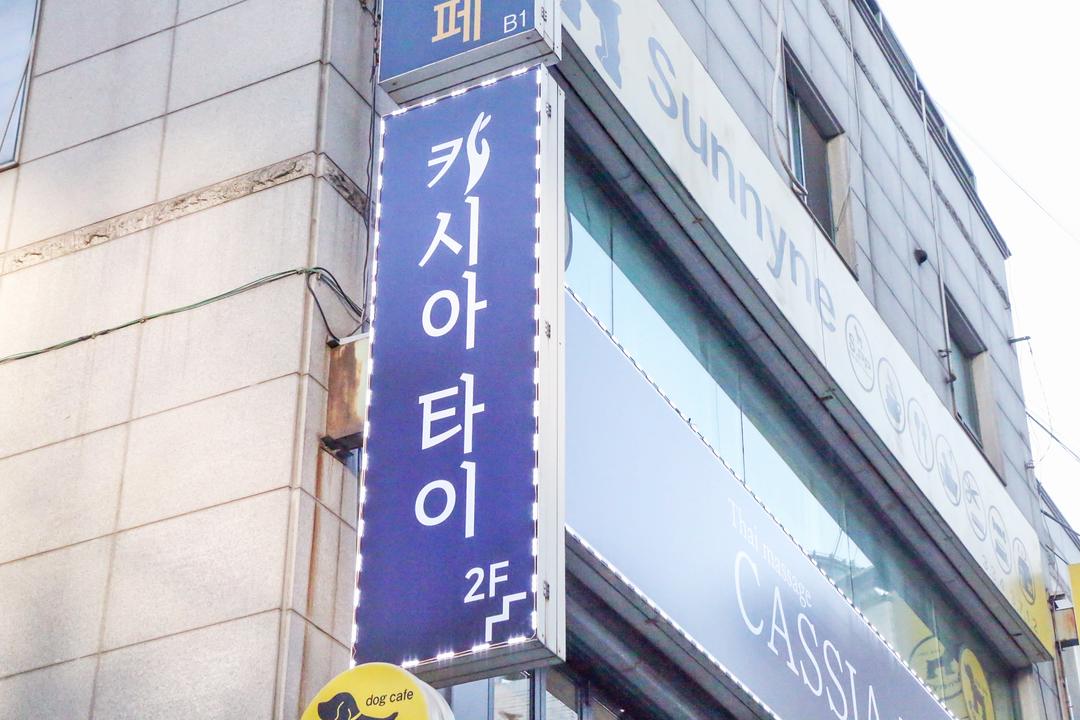 페
B1
카시아 타이
2F
dog cafe
Sunnyne
Thai massage
CASSIA